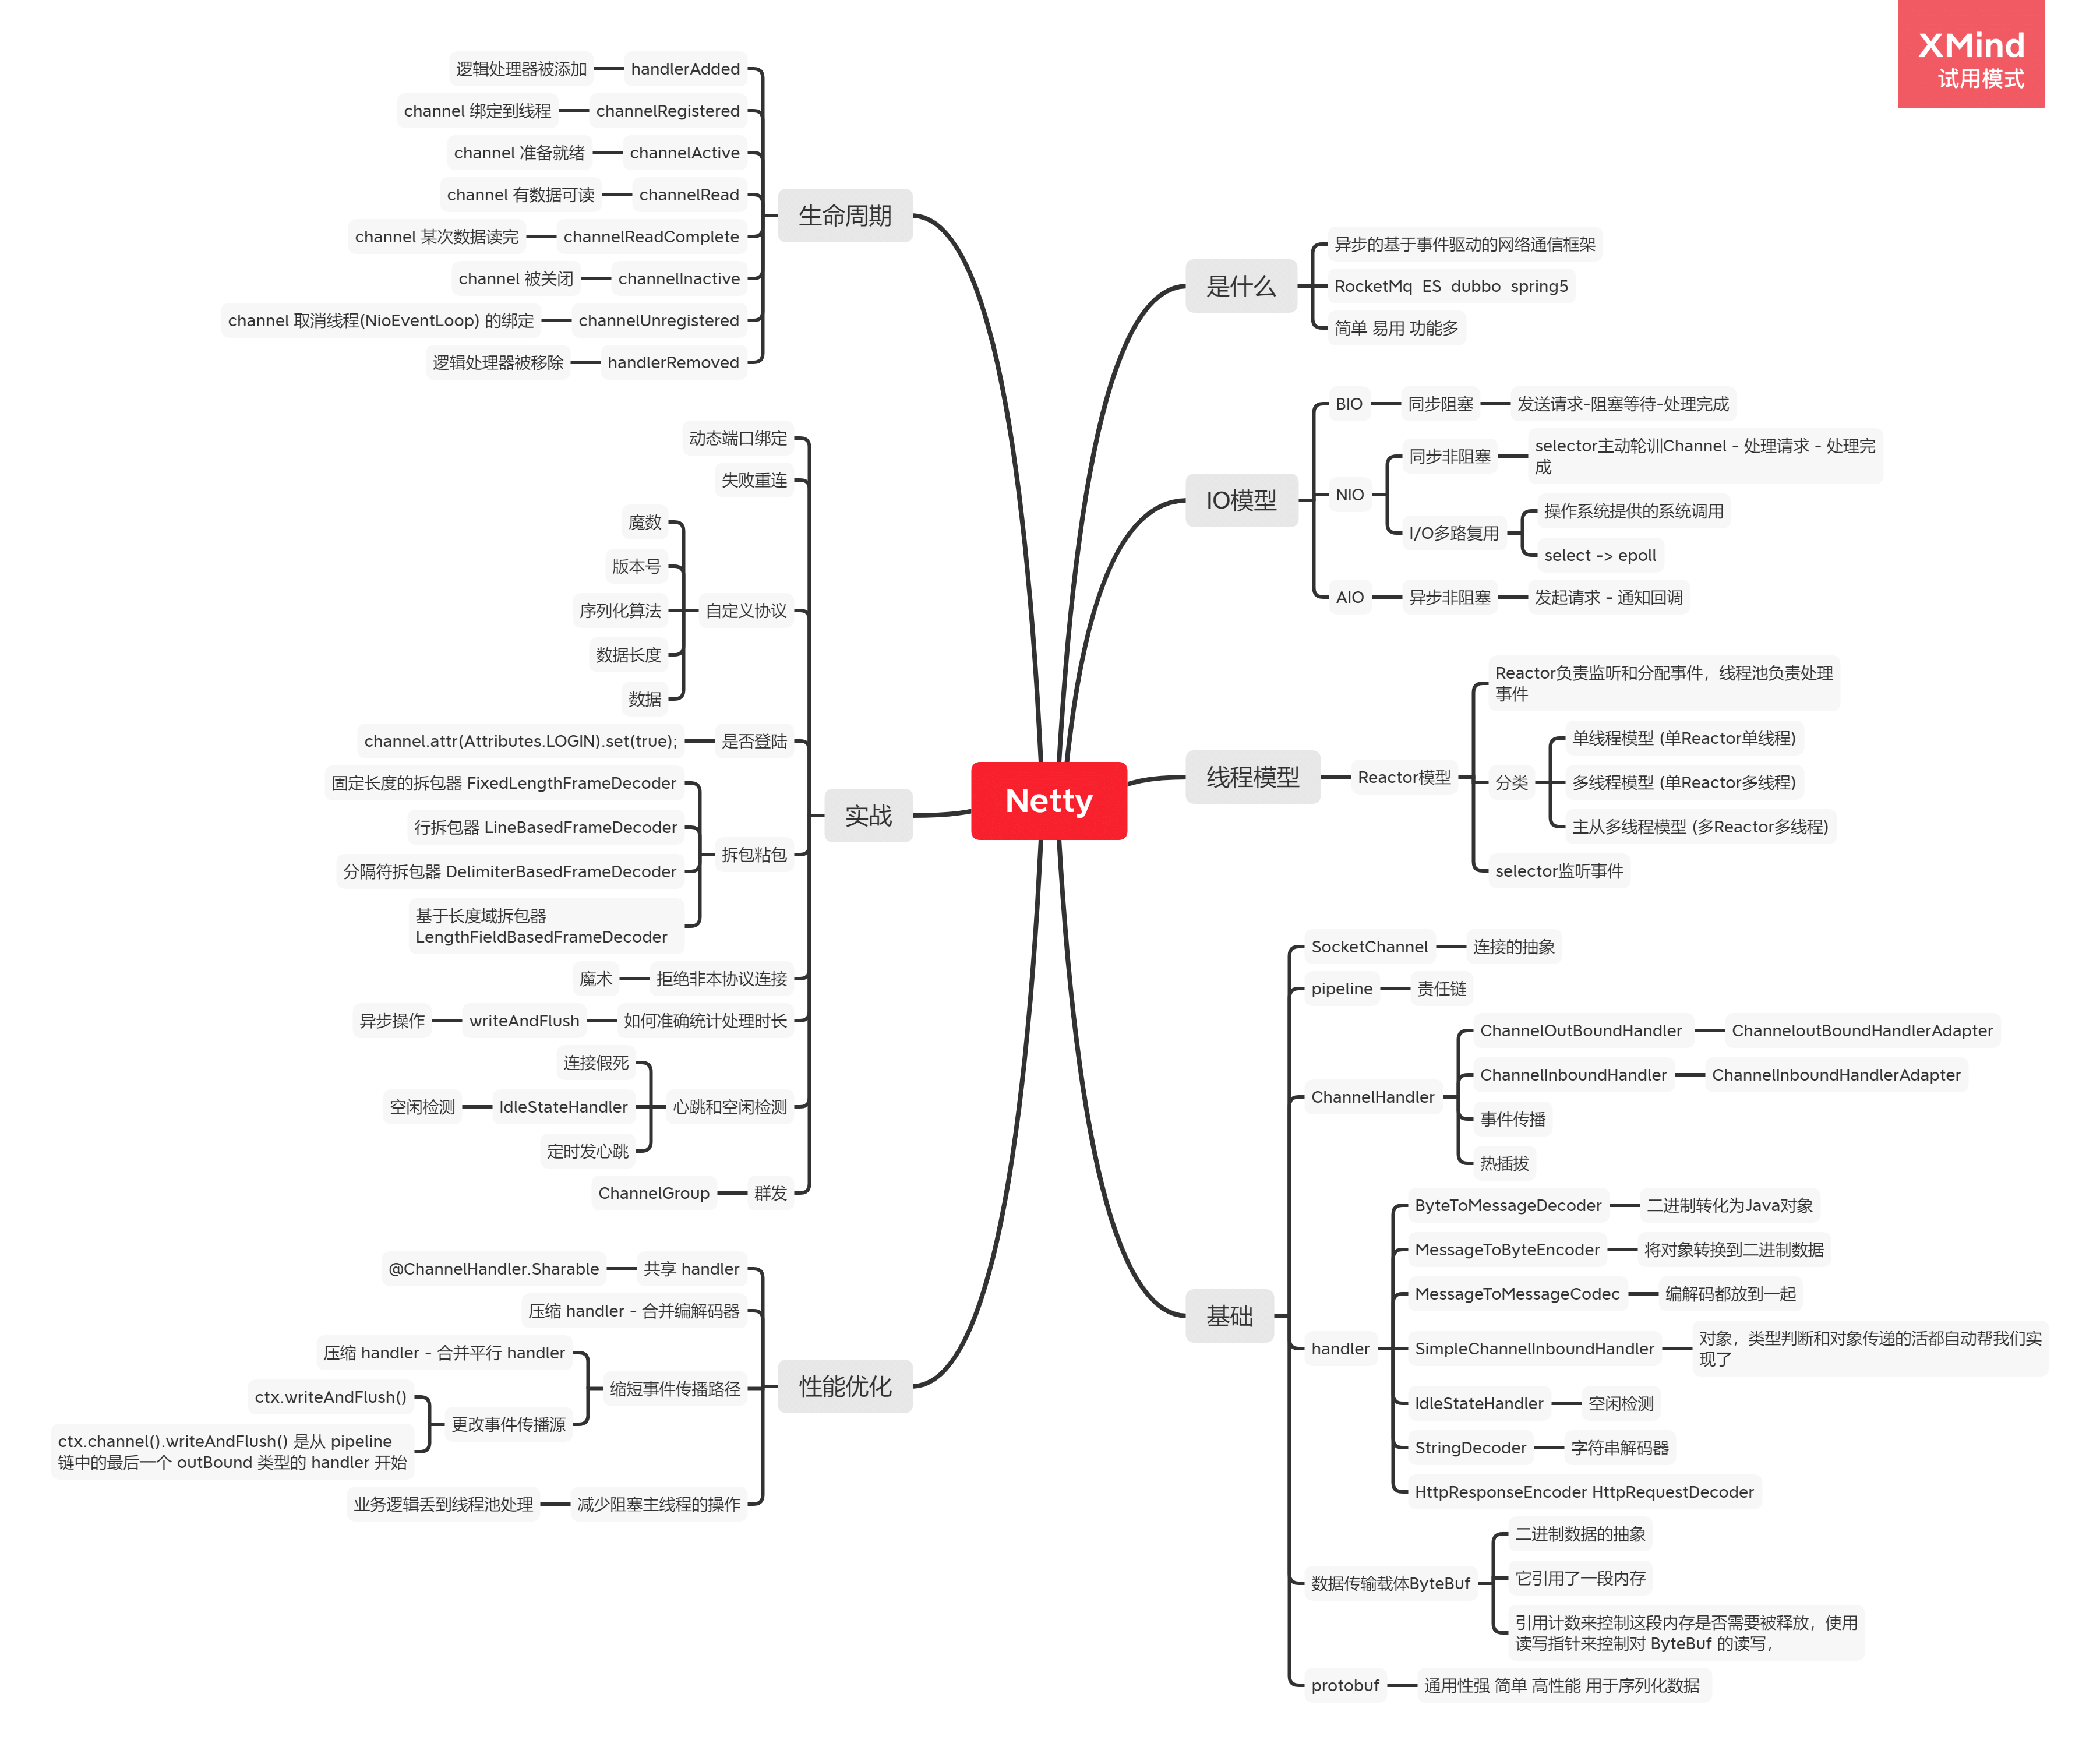 XMind
试用模式
Netty
是什么
异步的基于事件驱动的网络通信框架
RocketMq  ES  dubbo  spring5
简单 易用 功能多
IO模型
BIO
同步阻塞
发送请求-阻塞等待-处理完成
NIO
同步非阻塞
selector主动轮训Channel - 处理请求 - 处理完
成
I/O多路复用
操作系统提供的系统调用
select -> epoll
AIO
异步非阻塞
发起请求 - 通知回调
线程模型
Reactor模型
Reactor负责监听和分配事件，线程池负责处理
事件
分类
单线程模型 (单Reactor单线程)
多线程模型 (单Reactor多线程)
主从多线程模型 (多Reactor多线程)
selector监听事件
基础
SocketChannel
连接的抽象
pipeline
责任链
ChannelHandler
ChannelOutBoundHandler
ChanneloutBoundHandlerAdapter
ChannelInboundHandler
ChannelInboundHandlerAdapter
事件传播
热插拔
handler
ByteToMessageDecoder
二进制转化为Java对象
MessageToByteEncoder
将对象转换到二进制数据
MessageToMessageCodec
编解码都放到一起
SimpleChannelInboundHandler
对象，类型判断和对象传递的活都自动帮我们实
现了
IdleStateHandler
空闲检测
StringDecoder
字符串解码器
HttpResponseEncoder HttpRequestDecoder
数据传输载体ByteBuf
二进制数据的抽象
它引用了一段内存
引用计数来控制这段内存是否需要被释放，使用
读写指针来控制对 ByteBuf 的读写，
protobuf
通用性强 简单 高性能 用于序列化数据
生命周期
handlerAdded
逻辑处理器被添加
channelRegistered
channel 绑定到线程
channelActive
channel 准备就绪
channelRead
channel 有数据可读
channelReadComplete
channel 某次数据读完
channelInactive
channel 被关闭
channelUnregistered
channel 取消线程(NioEventLoop) 的绑定
handlerRemoved
逻辑处理器被移除
实战
动态端口绑定
失败重连
自定义协议
魔数
版本号
序列化算法
数据长度
数据
是否登陆
channel.attr(Attributes.LOGIN).set(true);
拆包粘包
固定长度的拆包器 FixedLengthFrameDecoder
行拆包器 LineBasedFrameDecoder
分隔符拆包器 DelimiterBasedFrameDecoder
基于长度域拆包器
LengthFieldBasedFrameDecoder
拒绝非本协议连接
魔术
如何准确统计处理时长
writeAndFlush
异步操作
心跳和空闲检测
连接假死
IdleStateHandler
空闲检测
定时发心跳
群发
ChannelGroup
性能优化
共享 handler
@ChannelHandler.Sharable
压缩 handler - 合并编解码器
缩短事件传播路径
压缩 handler - 合并平行 handler
更改事件传播源
ctx.writeAndFlush()
ctx.channel().writeAndFlush() 是从 pipeline
链中的最后一个 outBound 类型的 handler 开始
减少阻塞主线程的操作
业务逻辑丢到线程池处理